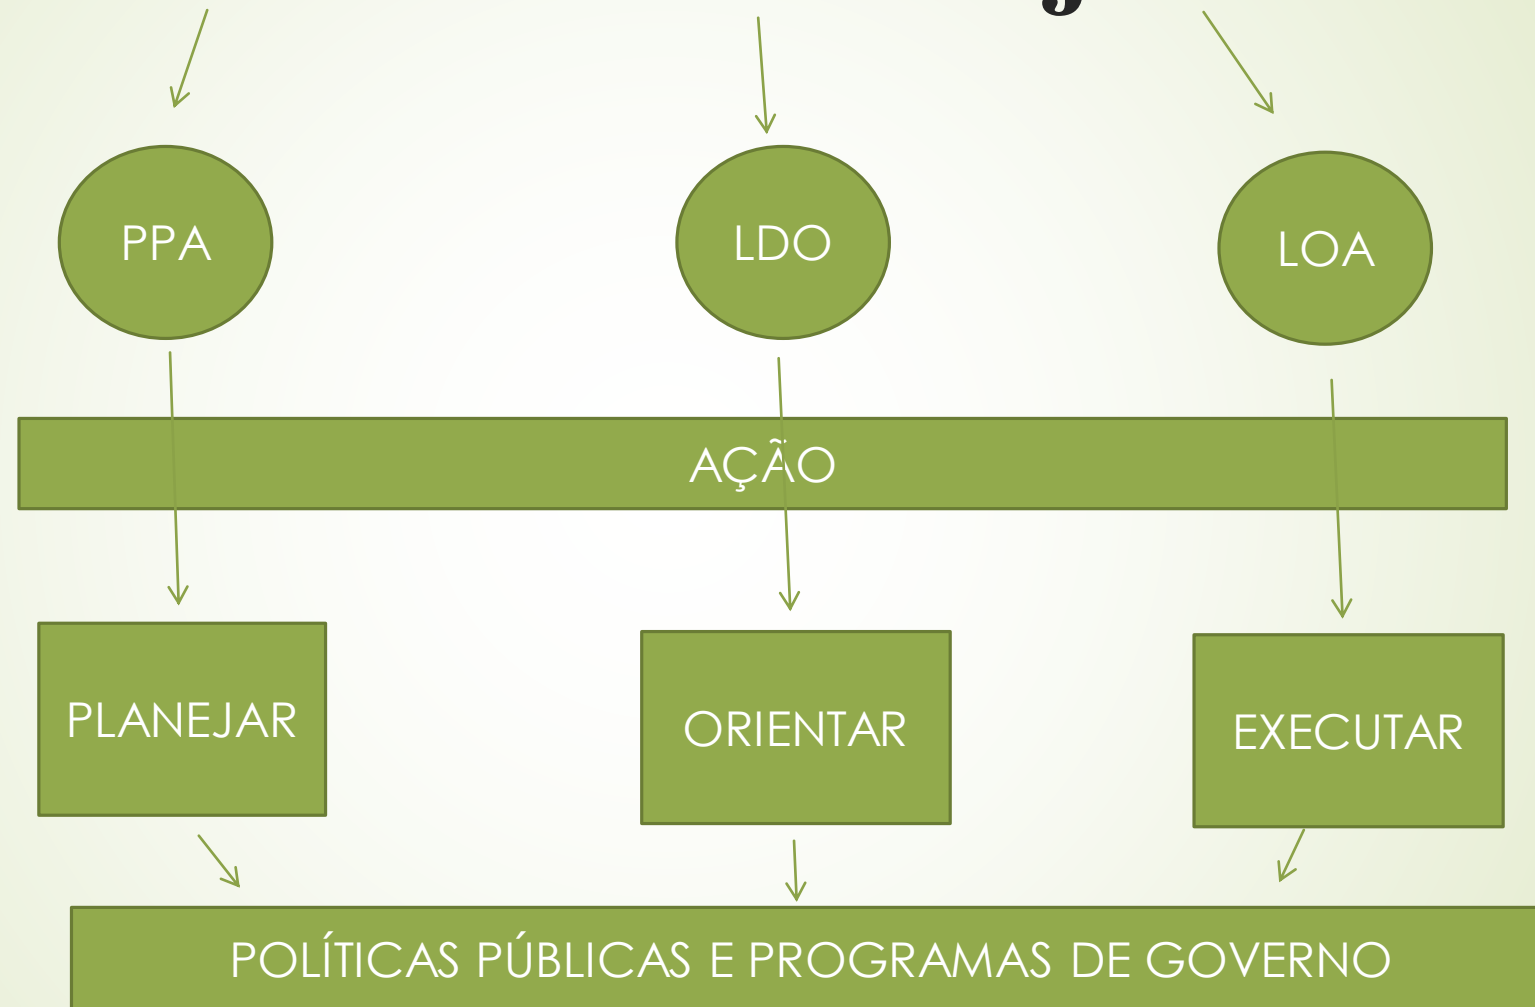 PPA
LDO
LOA
AÇÃO
PLANEJAR
ORIENTAR
EXECUTAR
POLÍTICAS PÚBLICAS E PROGRAMAS DE GOVERNO